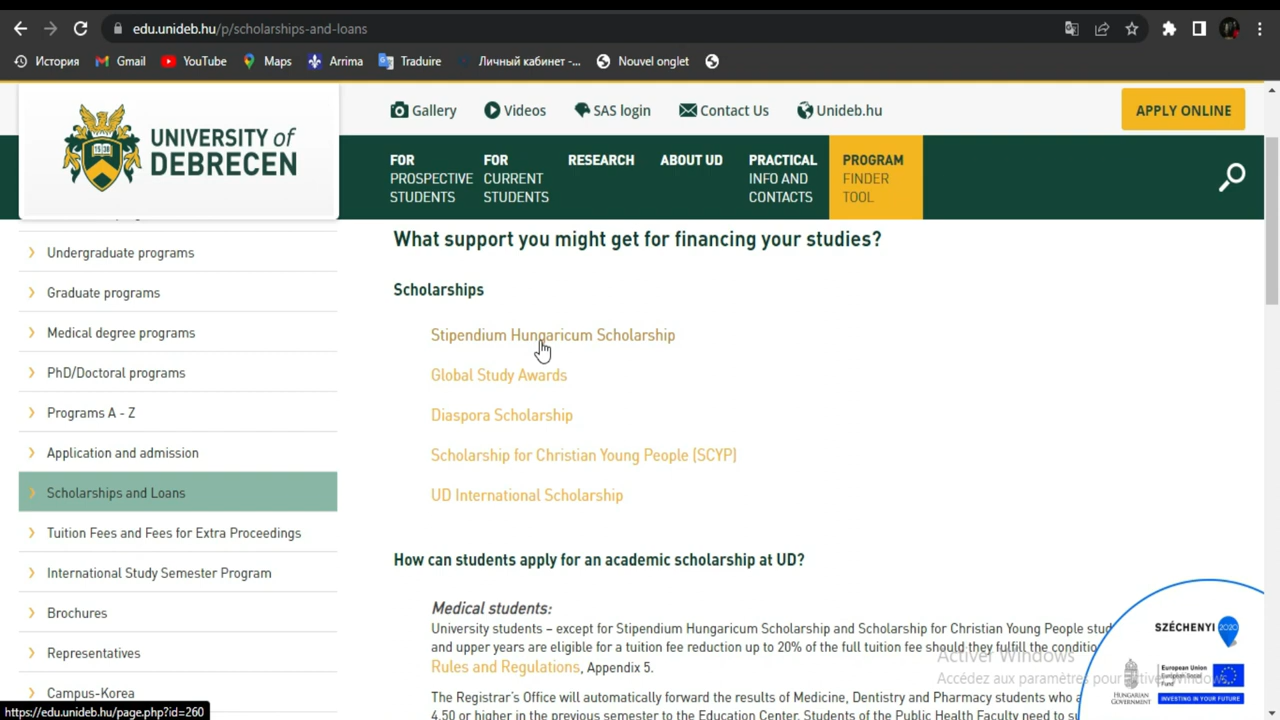 edu.unideb.hu/p/scholarships-and-loans
История Gmail YouTube Maps Arrima Traduire Личный кабинет -... Nouvel onglet
UNIVERSITY of
DEBRECEN
Gallery Videos SAS login Contact Us Unideb.hu
APPLY ONLINE
FOR
PROSPECTIVE
STUDENTS
FOR
CURRENT
STUDENTS
RESEARCH
ABOUT UD
PRACTICAL
INFO AND
CONTACTS
PROGRAM
FINDER
TOOL
Undergraduate programs
Graduate programs
Medical degree programs
PhD/Doctoral programs
Programs A - Z
Application and admission
Scholarships and Loans
Tuition Fees and Fees for Extra Proceedings
International Study Semester Program
Brochures
Representatives
Campus-Korea
https://edu.unideb.hu/page.php?id=260
What support you might get for financing your studies?
Scholarships
Stipendium Hungaricum Scholarship
Global Study Awards
Diaspora Scholarship
Scholarship for Christian Young People (SCYP)
UD International Scholarship
How can students apply for an academic scholarship at UD?
Medical students:
University students – except for Stipendium Hungaricum Scholarship and Scholarship for Christian Young People stud
and upper years are eligible for a tuition fee reduction up to 20% of the full tuition fee should they fulfill the conditio
Rules and Regulations, Appendix 5.
The Rector's Office will automatically forward the results of Medicine, Dentistry and Pharmacy students who a
4.50 or higher in the previous semester to the Education Center. Students of the Public Health Faculty need to su
Activer Windows
Accédez aux paramètres pour activer Windows.
SZÉCHENYI 2020
HUNGARIAN
GOVERNMENT
European Union
European Social
Fund
INVESTING IN YOUR FUTURE